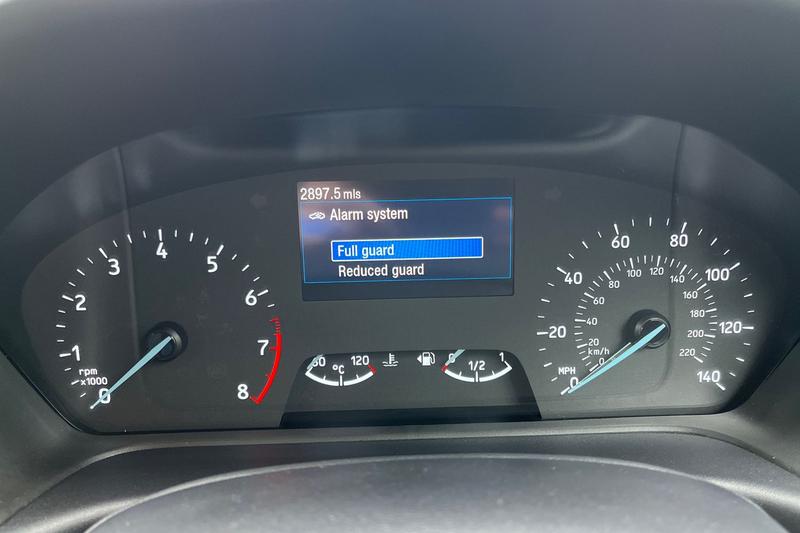 2897.5 mls
Alarm system
Full guard
Reduced guard
0 1 2 3 4 5 6 7 8
rpm
x1000
60 120
°C
0 1/2 1
0 20 40 60 80 100 120 140
MPH
20 40 60 80 100 120 140 160 180 200 220
km/h